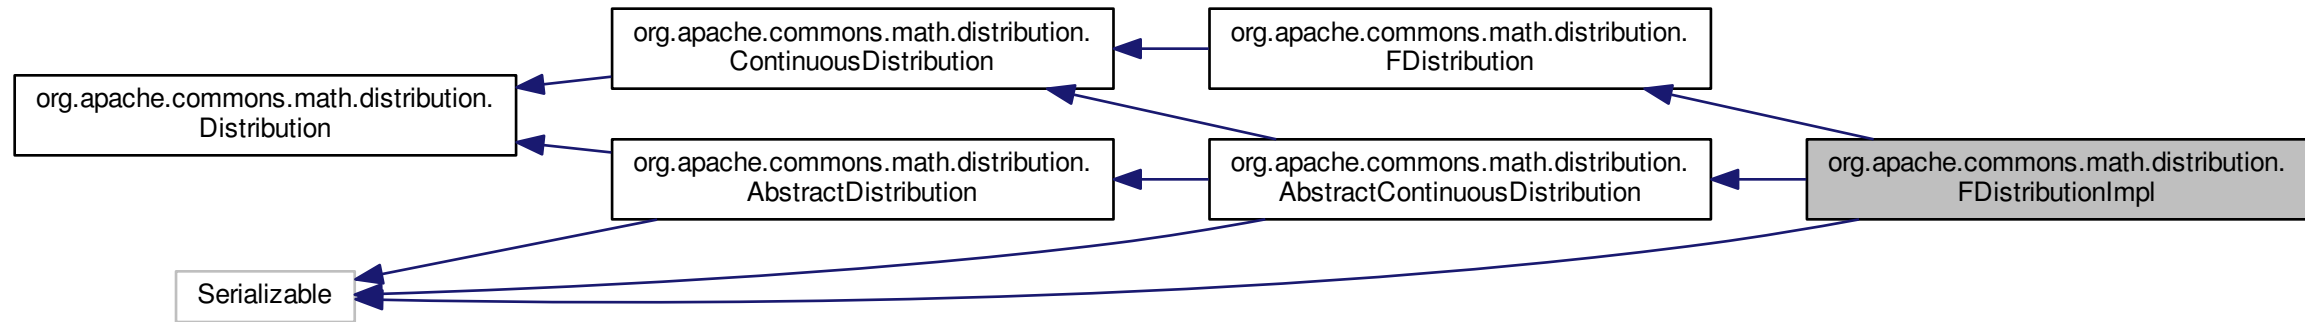 org.apache.commons.math.distribution.
Distribution
org.apache.commons.math.distribution.
ContinuousDistribution
org.apache.commons.math.distribution.
FDistribution
org.apache.commons.math.distribution.
AbstractDistribution
org.apache.commons.math.distribution.
AbstractContinuousDistribution
org.apache.commons.math.distribution.
FDistributionImpl
Serializable